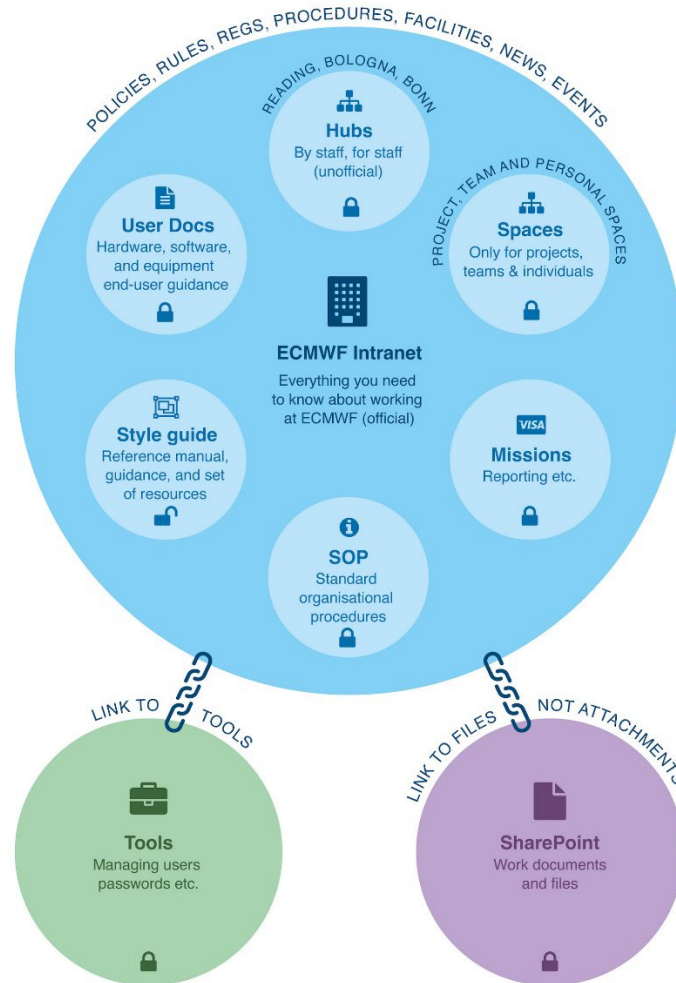 POLICIES, RULES, REGS, PROCEDURES, FACILITIES, NEWS, EVENTS
READING, BOLOGNA, BONN
Hubs
By staff, for staff
(unofficial)
PROJECT, TEAM AND PERSONAL SPACES
User Docs
Hardware, software,
and equipment
end-user guidance
Spaces
Only for projects,
teams & individuals
ECMWF Intranet
Everything you need
to know about working
at ECMWF (official)
Style guide
Reference manual,
guidance, and set
of resources
VISA
Missions
Reporting etc.
SOP
Standard
organisational
procedures
LINK TO TOOLS
Tools
Managing users
passwords etc.
LINK TO FILES NOT ATTACHMENTS
SharePoint
Work documents
and files